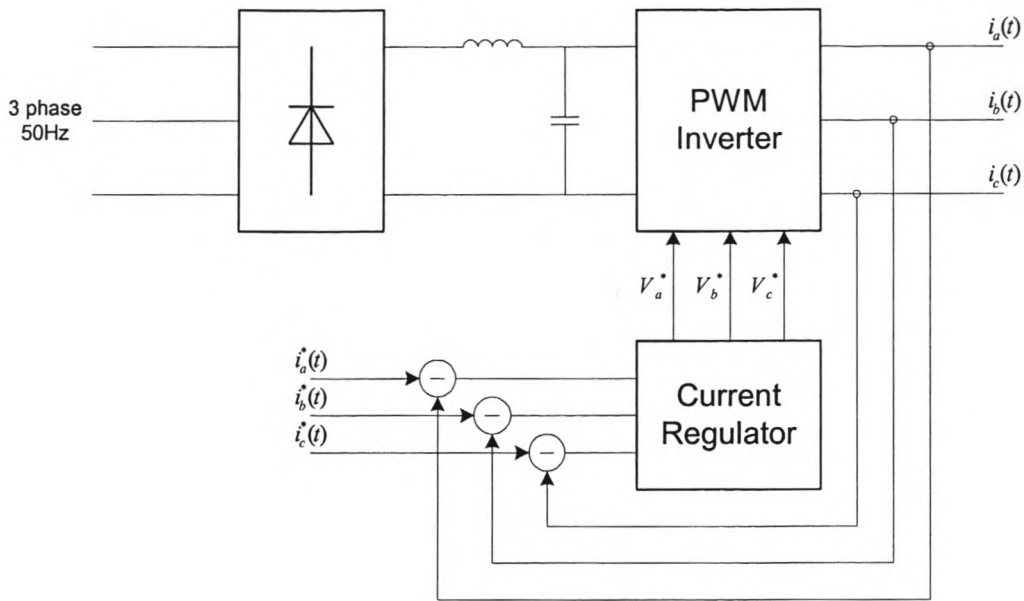 3 phase
50Hz
PWM
Inverter
i_a(t)
i_b(t)
i_c(t)
V_a^*
V_b^*
V_c^*
i_a^*(t)
i_b^*(t)
i_c^*(t)
Current
Regulator